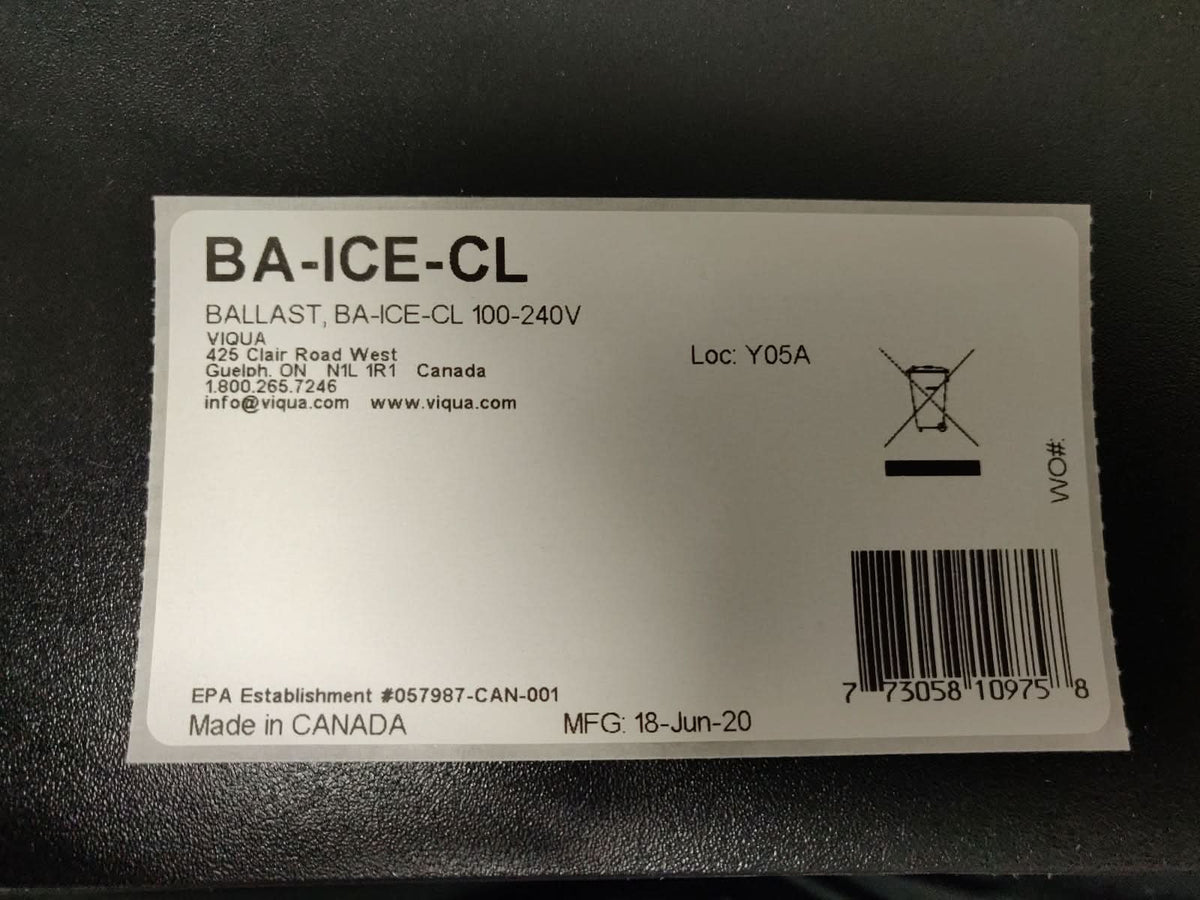 BA-ICE-CL
BALLAST, BA-ICE-CL 100-240V
VIQUA
425 Clair Road West
Guelph, ON N1L 1R1 Canada
1.800.265.7246
info@viqua.com www.viqua.com
Loc: Y05A
WO#:
7 73058 10975 8
EPA Establishment #057987-CAN-001
Made in CANADA MFG: 18-Jun-20